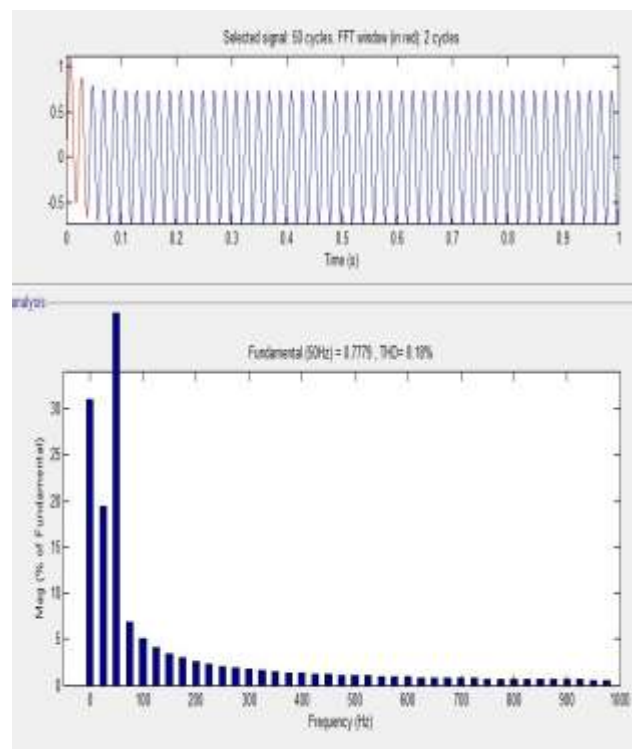 Selected signal: 50 cycles. FFT window (in red): 2 cycles
1
0.5
0
-0.5
0 0.1 0.2 0.3 0.4 0.5 0.6 0.7 0.8 0.9 1
Time (s)
analysis
Fundamental (50Hz) = 0.7779 , THD= 8.18%
30
25
20
15
10
5
0
Mag (% of Fundamental)
0 100 200 300 400 500 600 700 800 900 1000
Frequency (Hz)